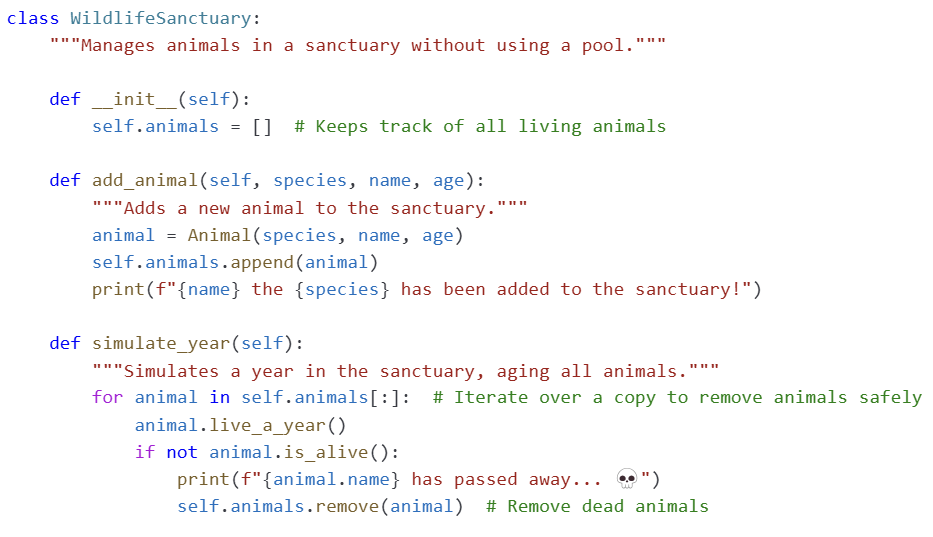 class WildlifeSanctuary:
    """Manages animals in a sanctuary without using a pool."""

    def __init__(self):
        self.animals = []  # Keeps track of all living animals

    def add_animal(self, species, name, age):
        """Adds a new animal to the sanctuary."""
        animal = Animal(species, name, age)
        self.animals.append(animal)
        print(f"{name} the {species} has been added to the sanctuary!")

    def simulate_year(self):
        """Simulates a year in the sanctuary, aging all animals."""
        for animal in self.animals[:]:  # Iterate over a copy to remove animals safely
            animal.live_a_year()
            if not animal.is_alive():
                print(f"{animal.name} has passed away... 💀")
                self.animals.remove(animal)  # Remove dead animals